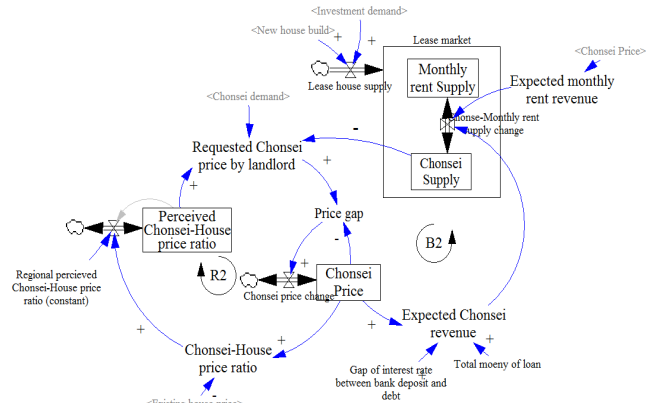 <Investment demand>
<New house build>
+
+
Lease market
<Chonsei Price>
Lease house supply
Monthly
rent Supply
Expected monthly
rent revenue
<Chonsei demand>
Chonse-Monthly rent
supply change
-
Requested Chonsei
price by landlord
+
Chonsei
Supply
+
Perceived
Chonsei-House
price ratio
Price gap
-
B2
Regional percieved
Chonsei-House price
ratio (constant)
R2
+
Chonsei price change
Chonsei
Price
+
Expected Chonsei
revenue
+
+
+
Chonsei-House
price ratio
-
Gap of interest rate
between bank deposit and
debt
+
Total moeny of loan